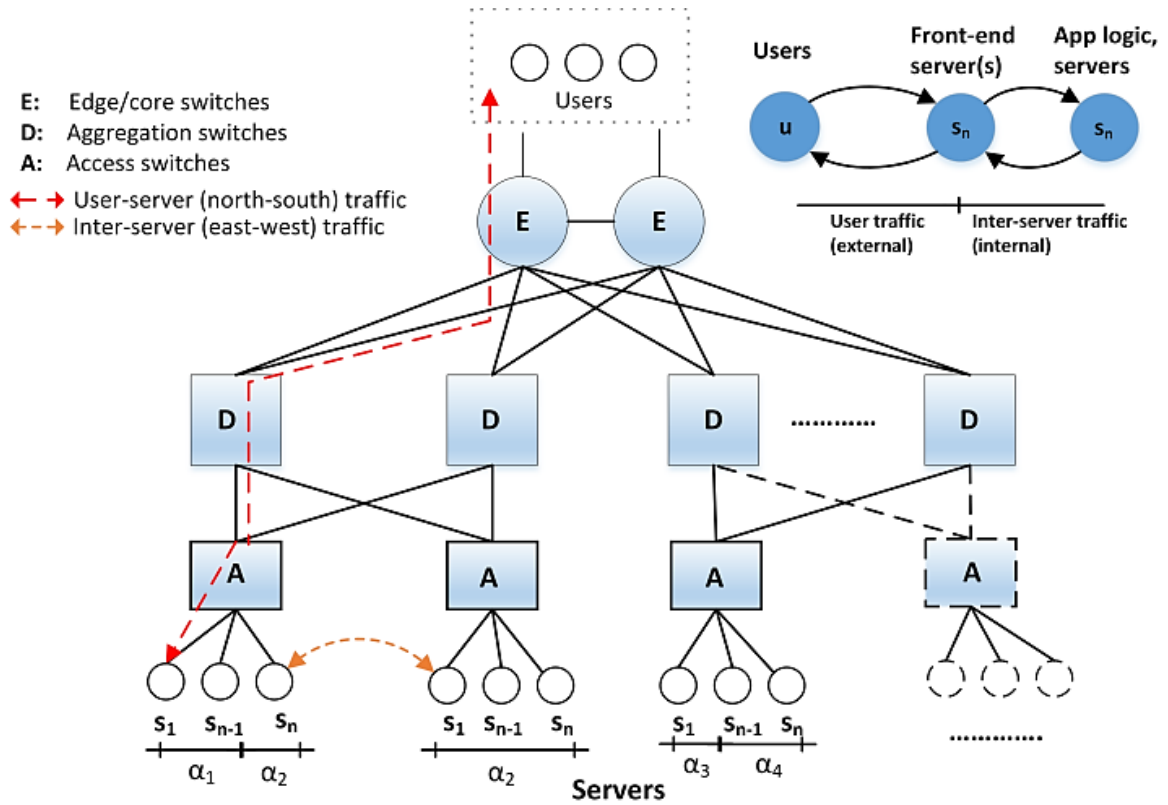 Users
E: Edge/core switches
D: Aggregation switches
A: Access switches
User-server (north-south) traffic
Inter-server (east-west) traffic
Users
Front-end
server(s)
App logic,
servers
u
sₙ
sₙ
User traffic
(external)
Inter-server traffic
(internal)
E
E
D
D
D
............
D
A
A
A
A
s₁ sₙ₋₁ sₙ
s₁ sₙ₋₁ sₙ
s₁ sₙ₋₁ sₙ
..............
α₁ α₂
α₂
α₃ α₄
Servers